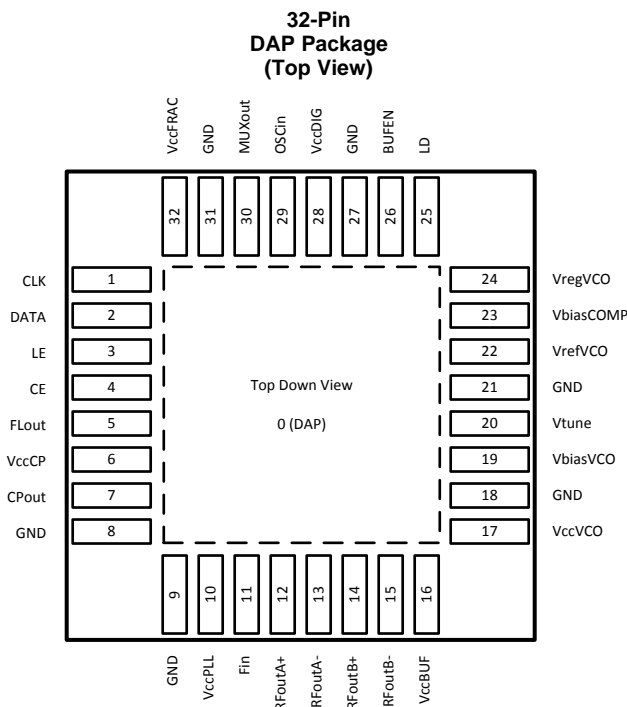 32-Pin
DAP Package
(Top View)
VccFRAC
GND
MUXout
OSCin
VccDIG
GND
BUFEN
LD
32
31
30
29
28
27
26
25
CLK
1
DATA
2
LE
3
CE
4
FLout
5
VccCP
6
CPout
7
GND
8
Top Down View
0 (DAP)
24
VregVCO
23
VbiasCOMP
22
VrefVCO
21
GND
20
Vtune
19
VbiasVCO
18
GND
17
VccVCO
9
10
11
12
13
14
15
16
GND
VccPLL
Fin
RFoutA+
RFoutA-
RFoutB+
RFoutB-
VccBUF